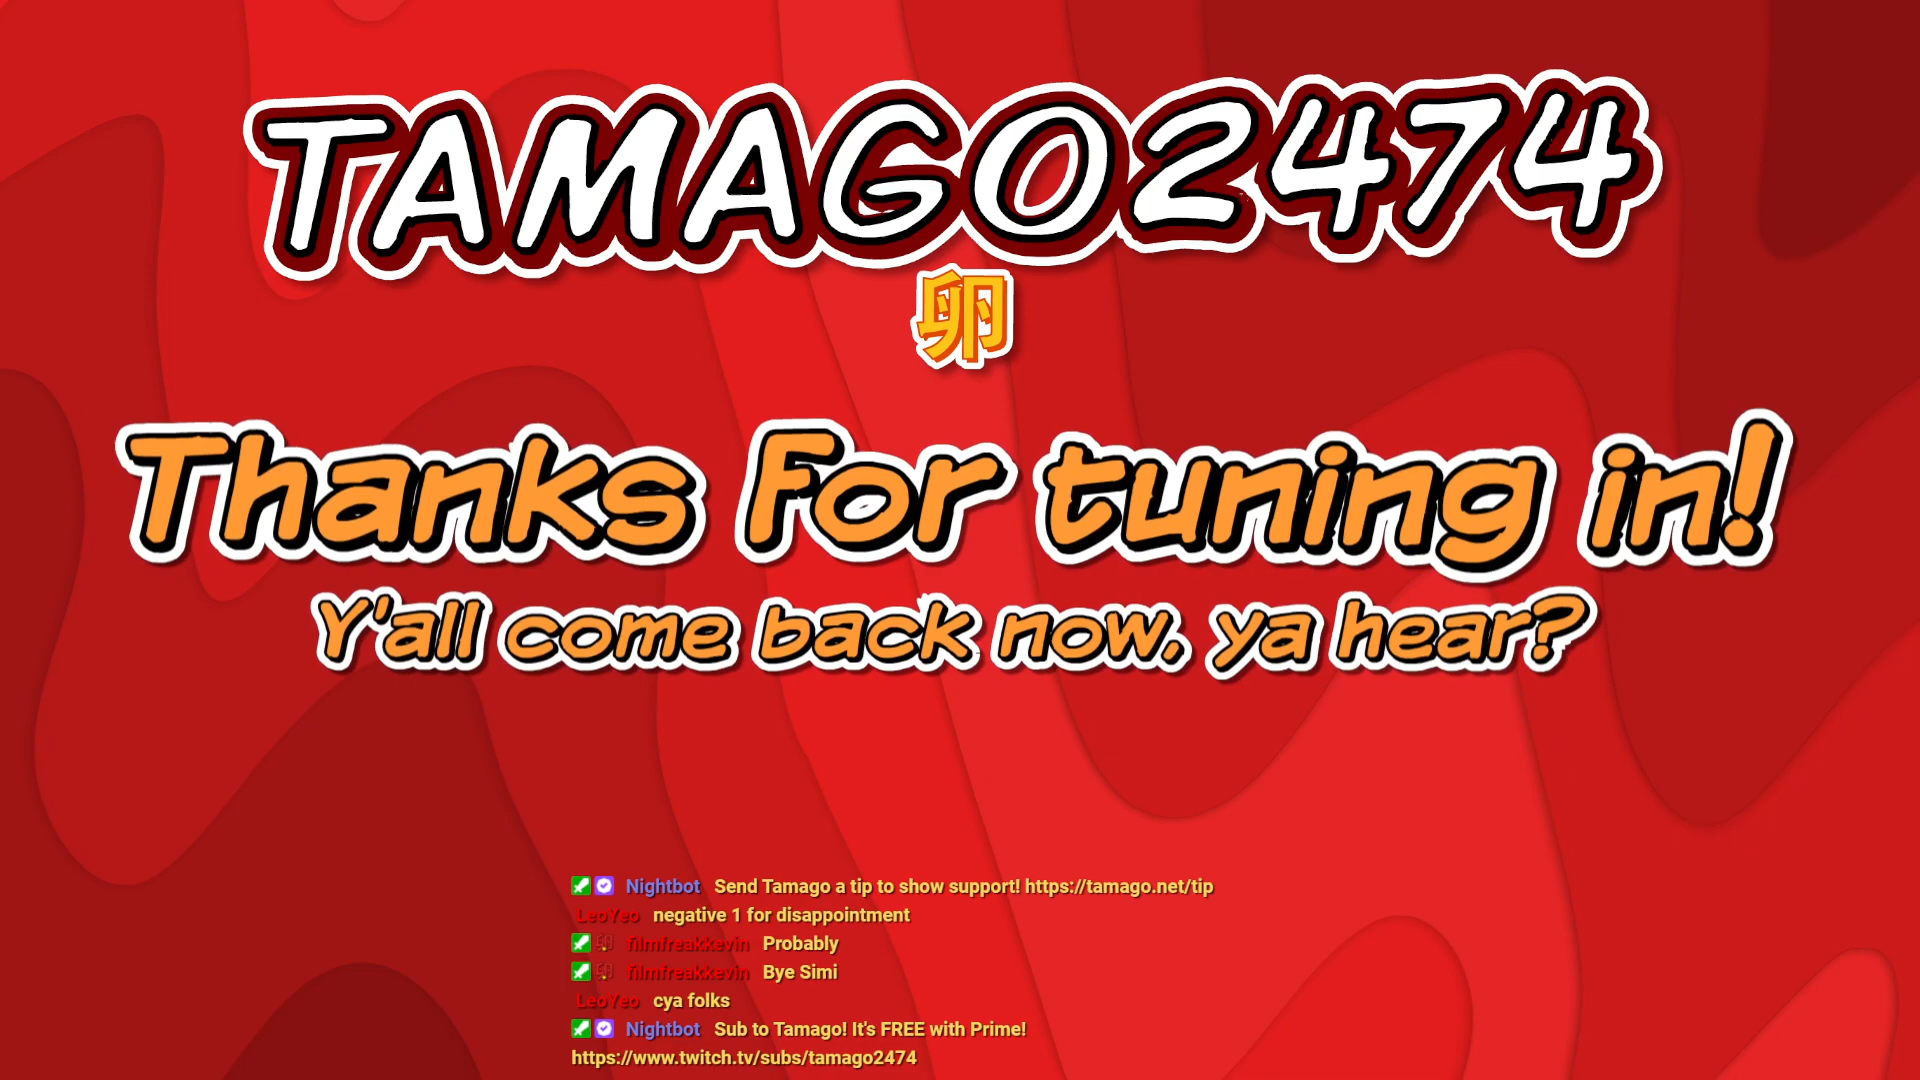 TAMAGO2474
卵
Thanks For tuning in!
Y'all come back now, ya hear?
Nightbot Send Tamago a tip to show support! https://tamago.net/tip
LeoYeo negative 1 for disappointment
filmfreakkevin Probably
filmfreakkevin Bye Simi
LeoYeo cya folks
Nightbot Sub to Tamago! It's FREE with Prime!
https://www.twitch.tv/subs/tamago2474